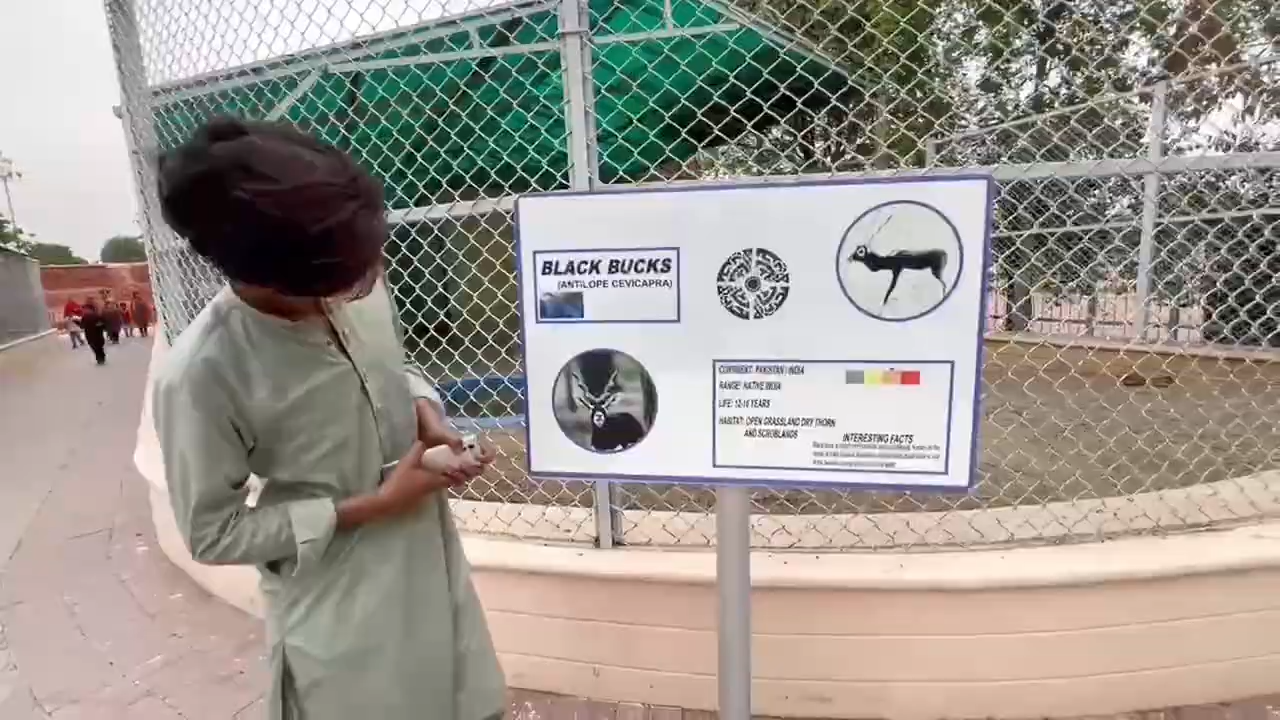 BLACK BUCKS
(ANTILOPE CEVICAPRA)
CONTINENT: PAKISTAN / INDIA
RANGE: NATIVE INDIA
LIFE: 12-16 YEARS
HABITAT: OPEN GRASSLAND DRY THORN
AND SCROBLANDS
INTERESTING FACTS